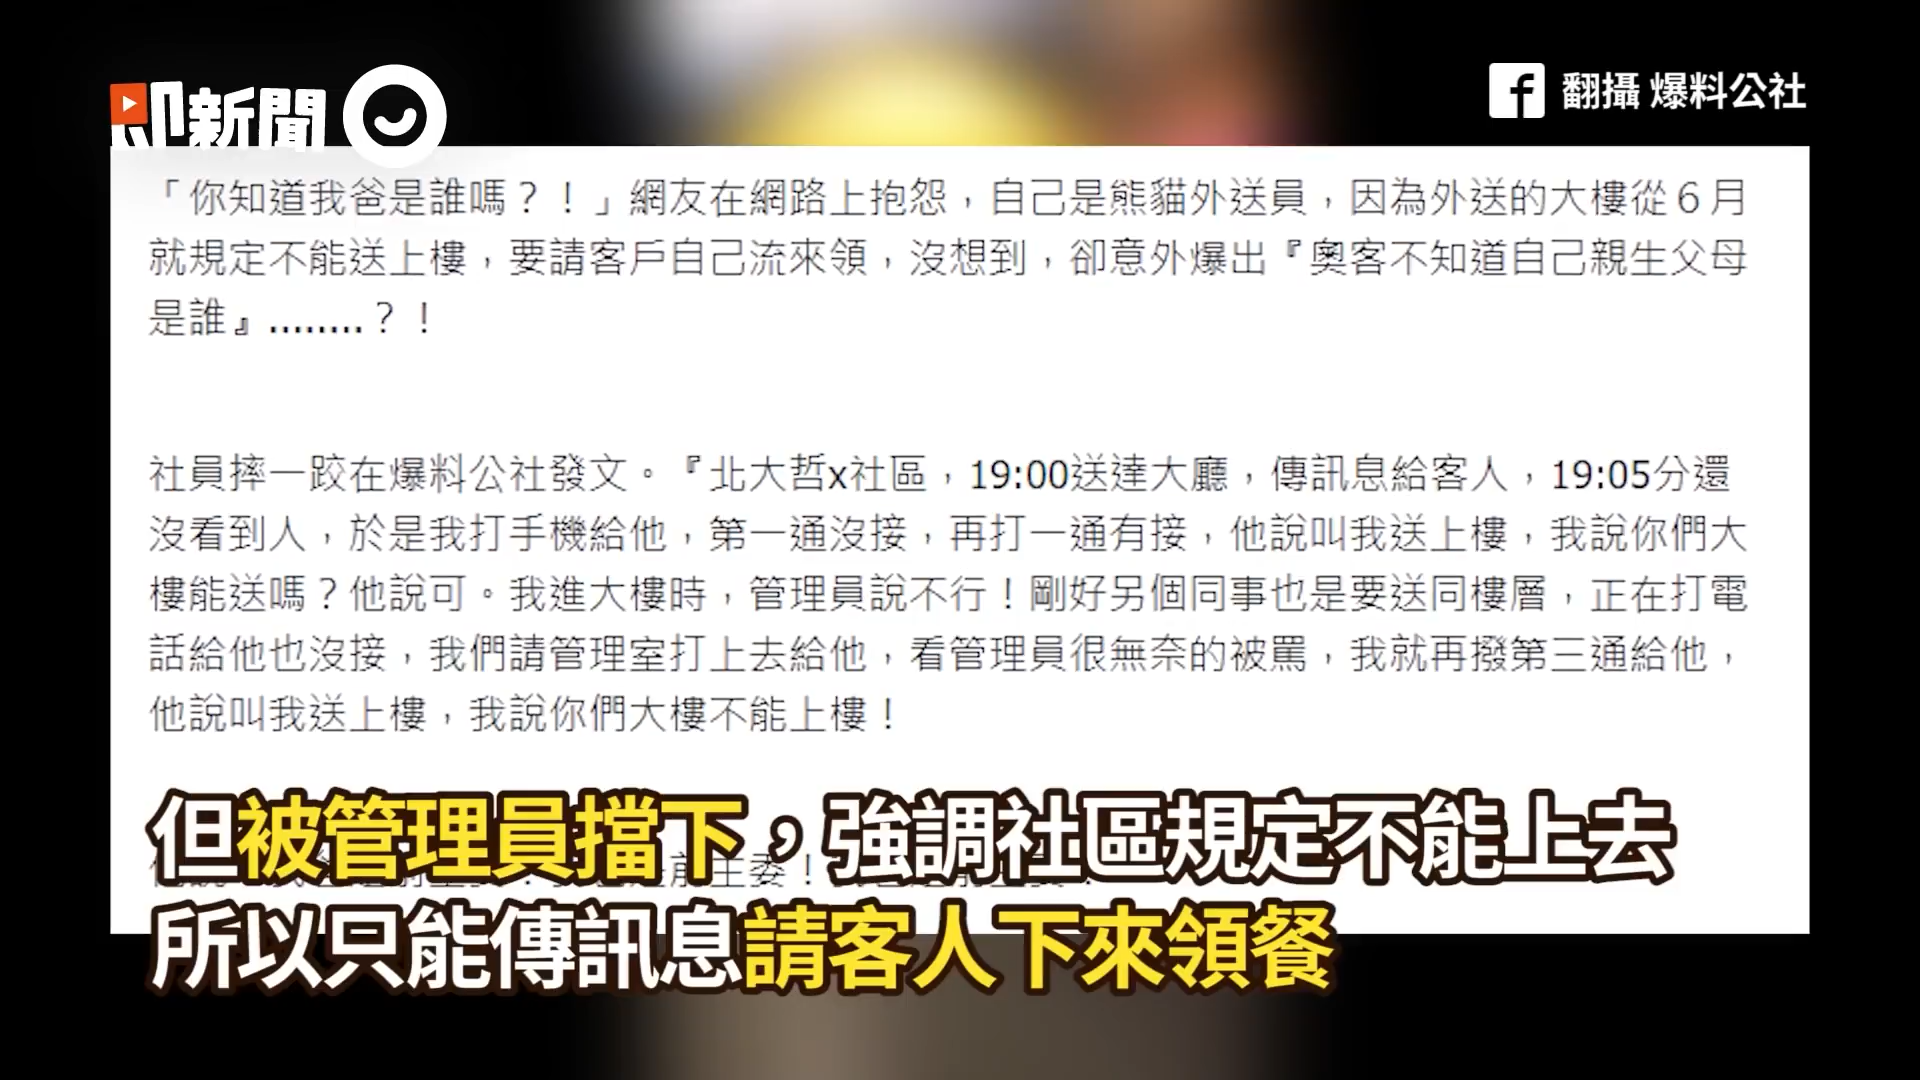 即新聞
翻攝 爆料公社
「你知道我爸是誰嗎？！」網友在網路上抱怨，自己是熊貓外送員，因為外送的大樓從６月
就規定不能送上樓，要請客戶自己流來領，沒想到，卻意外爆出『奧客不知道自己親生父母
是誰』........？！
社員摔一跤在爆料公社發文。『北大哲x社區，19:00送達大廳，傳訊息給客人，19:05分還
沒看到人，於是我打手機給他，第一通沒接，再打一通有接，他說叫我送上樓，我說你們大
樓能送嗎？他說可。我進大樓時，管理員說不行！剛好另個同事也是要送同樓層，正在打電
話給他也沒接，我們請管理室打上去給他，看管理員很無奈的被罵，我就再撥第三通給他，
他說叫我送上樓，我說你們大樓不能上樓！
但被管理員擋下，強調社區規定不能上去
所以只能傳訊息請客人下來領餐